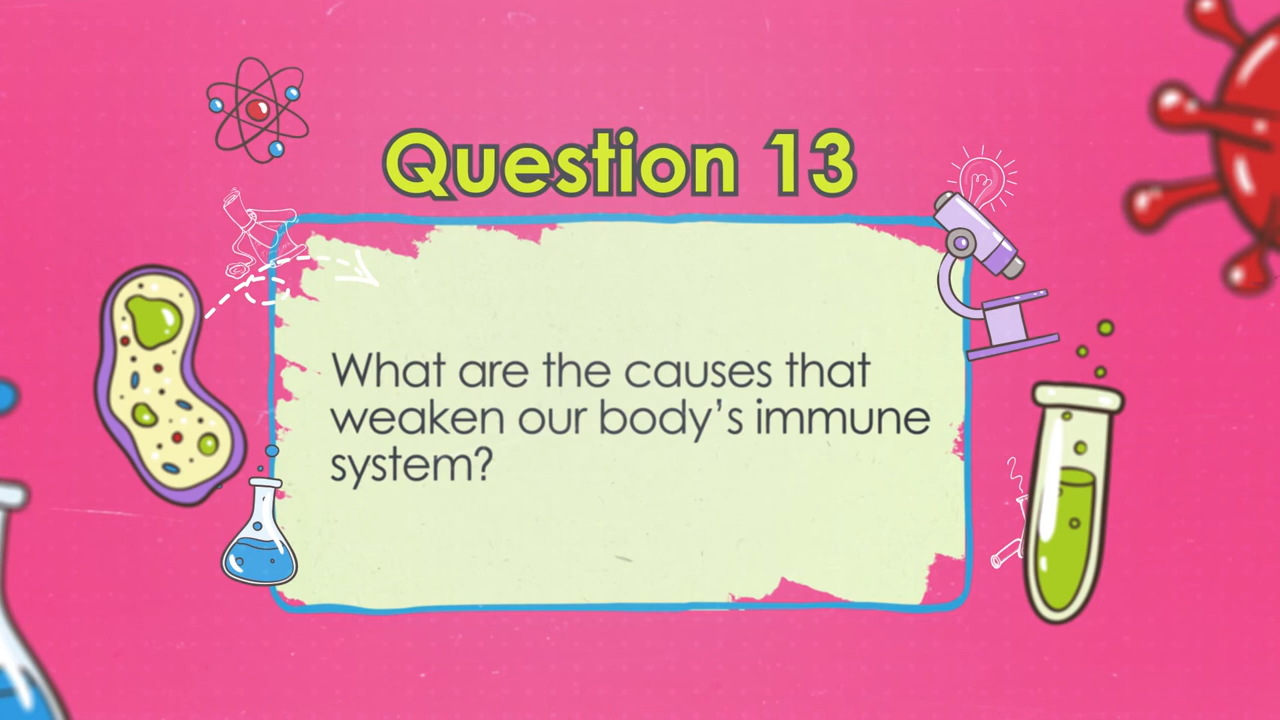 Question 13
What are the causes that
weaken our body’s immune
system?